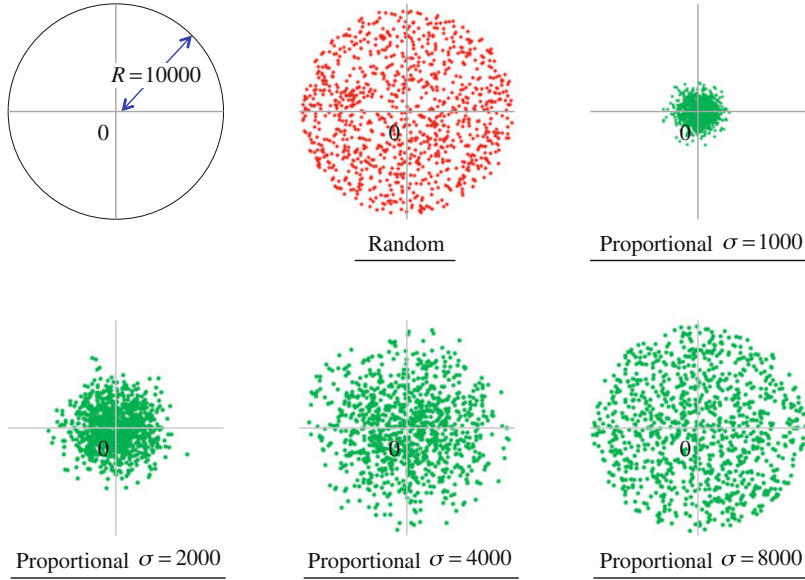 R = 10000
0
0
0
Random
Proportional σ = 1000
0
0
0
Proportional σ = 2000
Proportional σ = 4000
Proportional σ = 8000